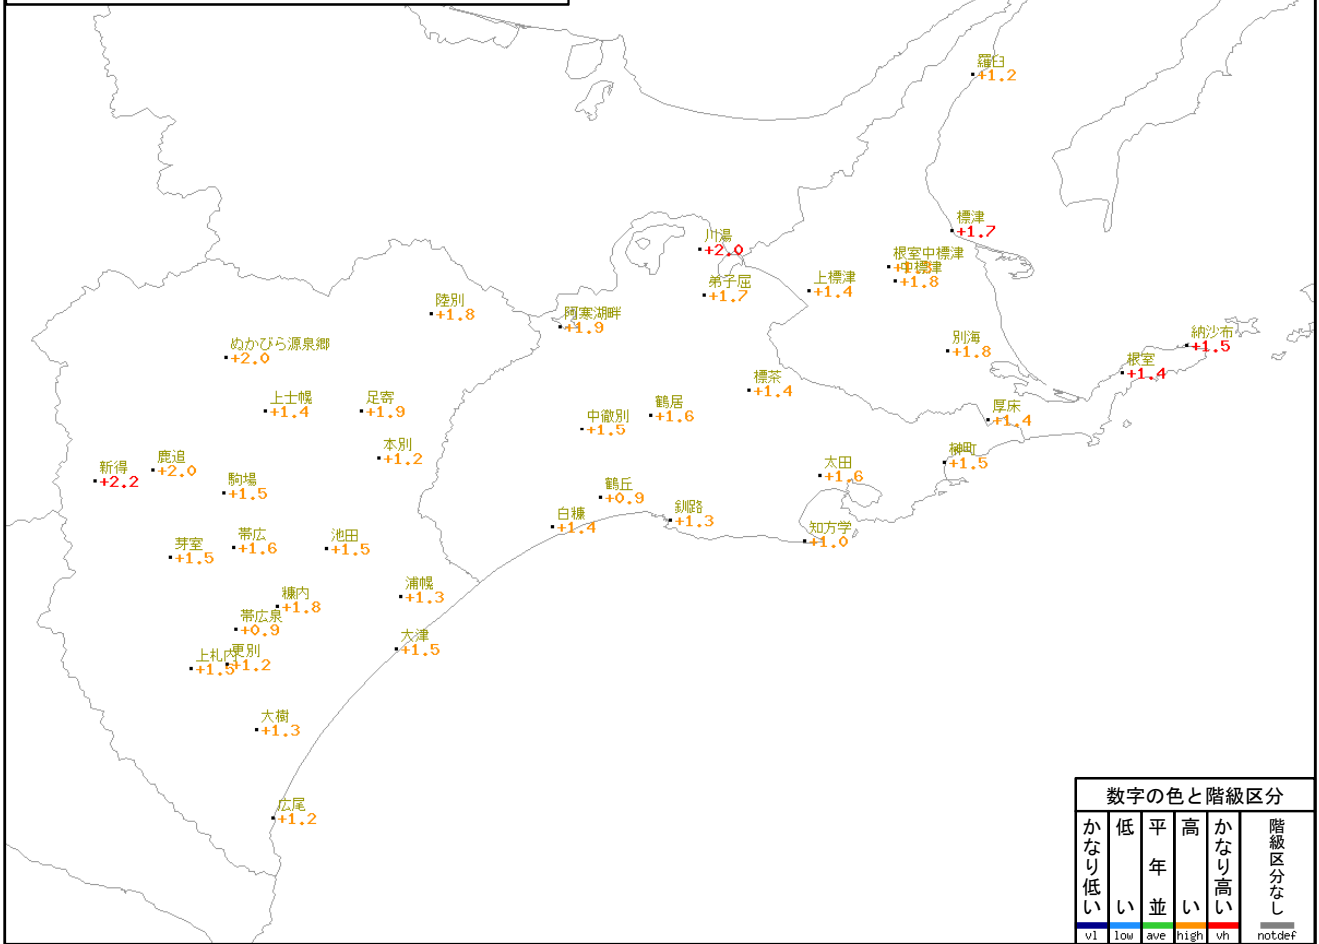 羅臼
+1.2
標津
+1.7
川湯
+2.0
根室中標津
中標津
+1.8
弟子屈
+1.7
上標津
+1.4
陸別
+1.8
阿寒湖畔
+1.9
ぬかびら源泉郷
+2.0
別海
+1.8
納沙布
+1.5
根室
+1.4
標茶
+1.4
上士幌
+1.4
足寄
+1.9
鶴居
+1.6
中徹別
+1.5
厚床
+1.4
本別
+1.2
榊町
+1.5
新得
+2.2
鹿追
+2.0
太田
+1.6
駒場
+1.5
鶴丘
+0.9
白糠
+1.4
釧路
+1.3
知方学
+1.0
芽室
+1.5
帯広
+1.6
池田
+1.5
浦幌
+1.3
糠内
+1.8
帯広泉
+0.9
大津
+1.5
上札内
+1.5
更別
+1.2
大樹
+1.3
広尾
+1.2
数字の色と階級区分
かなり低い
低い
平年並
高い
かなり高い
階級区分なし
vl
low
ave
high
vh
notdef